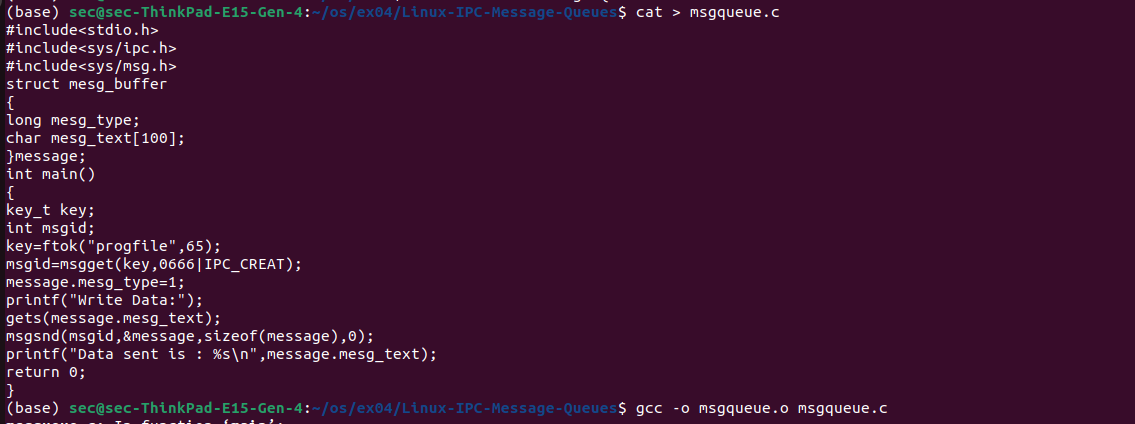 (base) sec@sec-ThinkPad-E15-Gen-4:~/os/ex04/Linux-IPC-Message-Queues$ cat > msgqueue.c
#include<stdio.h>
#include<sys/ipc.h>
#include<sys/msg.h>
struct mesg_buffer
{
long mesg_type;
char mesg_text[100];
}message;
int main()
{
key_t key;
int msgid;
key=ftok("progfile",65);
msgid=msgget(key,0666|IPC_CREAT);
message.mesg_type=1;
printf("Write Data:");
gets(message.mesg_text);
msgsnd(msgid,&message,sizeof(message),0);
printf("Data sent is : %s\n",message.mesg_text);
return 0;
}
(base) sec@sec-ThinkPad-E15-Gen-4:~/os/ex04/Linux-IPC-Message-Queues$ gcc -o msgqueue.o msgqueue.c